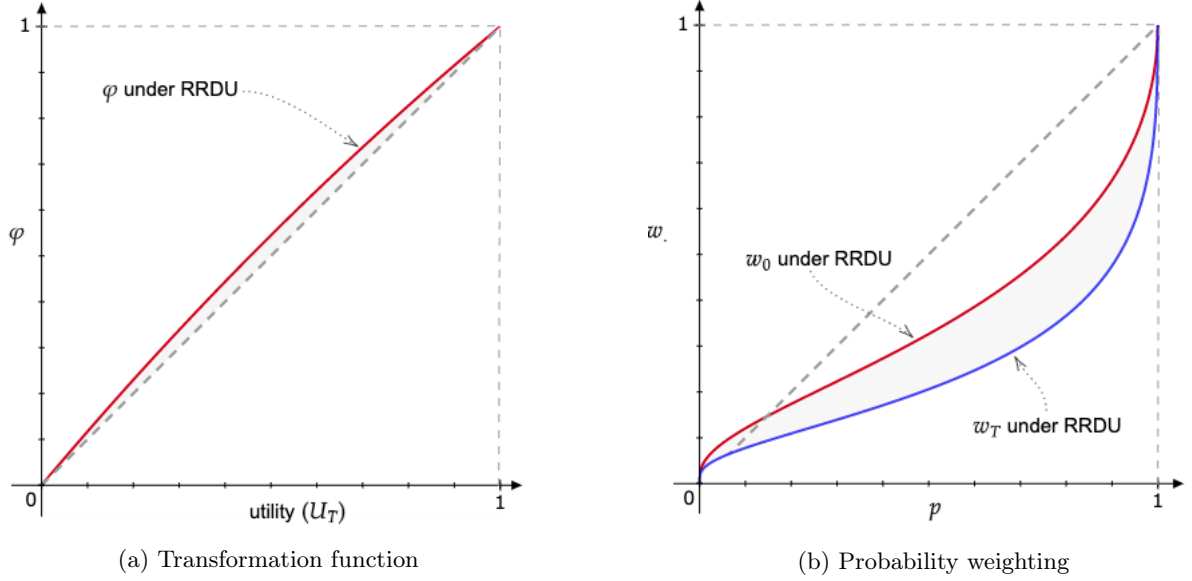 1
φ under RRDU
φ
0
utility (U_T)
1
(a) Transformation function
1
w.
w_0 under RRDU
w_T under RRDU
0
p
1
(b) Probability weighting